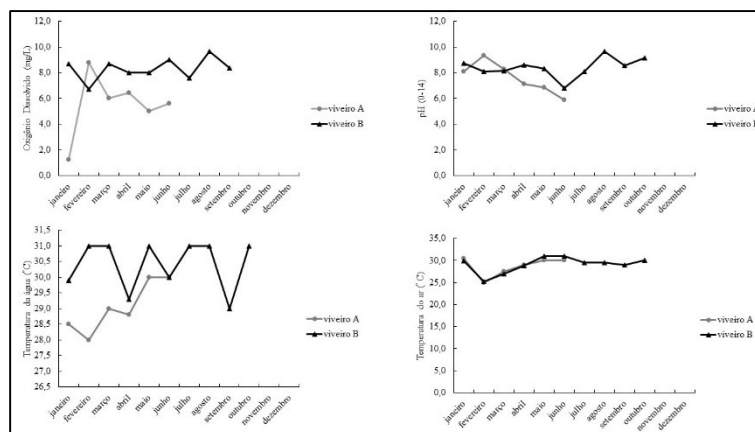 Oxigênio Dissolvido (mg/L)
12,0
10,0
8,0
6,0
4,0
2,0
0,0
janeiro
fevereiro
março
abril
maio
junho
julho
agosto
setembro
outubro
novembro
dezembro
viveiro A
viveiro B
pH (0-14)
12,0
10,0
8,0
6,0
4,0
2,0
0,0
janeiro
fevereiro
março
abril
maio
junho
julho
agosto
setembro
outubro
novembro
dezembro
viveiro A
viveiro B
Temperatura da água (˚C)
31,5
31,0
30,5
30,0
29,5
29,0
28,5
28,0
27,5
27,0
26,5
janeiro
fevereiro
março
abril
maio
junho
julho
agosto
setembro
outubro
novembro
dezembro
viveiro A
viveiro B
Temperatura do ar (˚C)
35,0
30,0
25,0
20,0
15,0
10,0
5,0
0,0
janeiro
fevereiro
março
abril
maio
junho
julho
agosto
setembro
outubro
novembro
dezembro
viveiro A
viveiro B